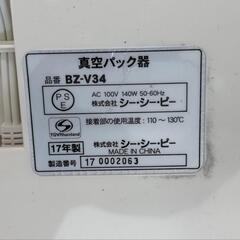 真空パック器
品番 BZ-V34
P S E
AC 100V 140W 50-60Hz
株式会社 シー・シー・ピー
TÜVRheinland
接着部の使用温度:110～130℃
17年製
株式会社 シー・シー・ピー
MADE IN CHINA
製造番号 17 0002063